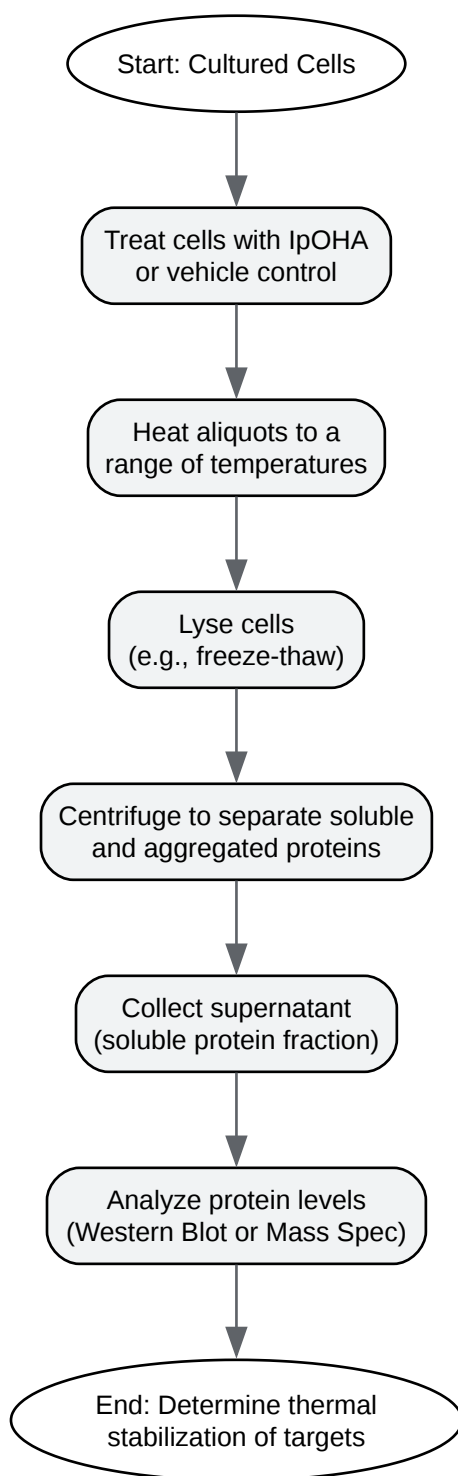 Start: Cultured Cells
Treat cells with IpOHA
or vehicle control
Heat aliquots to a
range of temperatures
Lyse cells
(e.g., freeze-thaw)
Centrifuge to separate soluble
and aggregated proteins
Collect supernatant
(soluble protein fraction)
Analyze protein levels
(Western Blot or Mass Spec)
End: Determine thermal
stabilization of targets